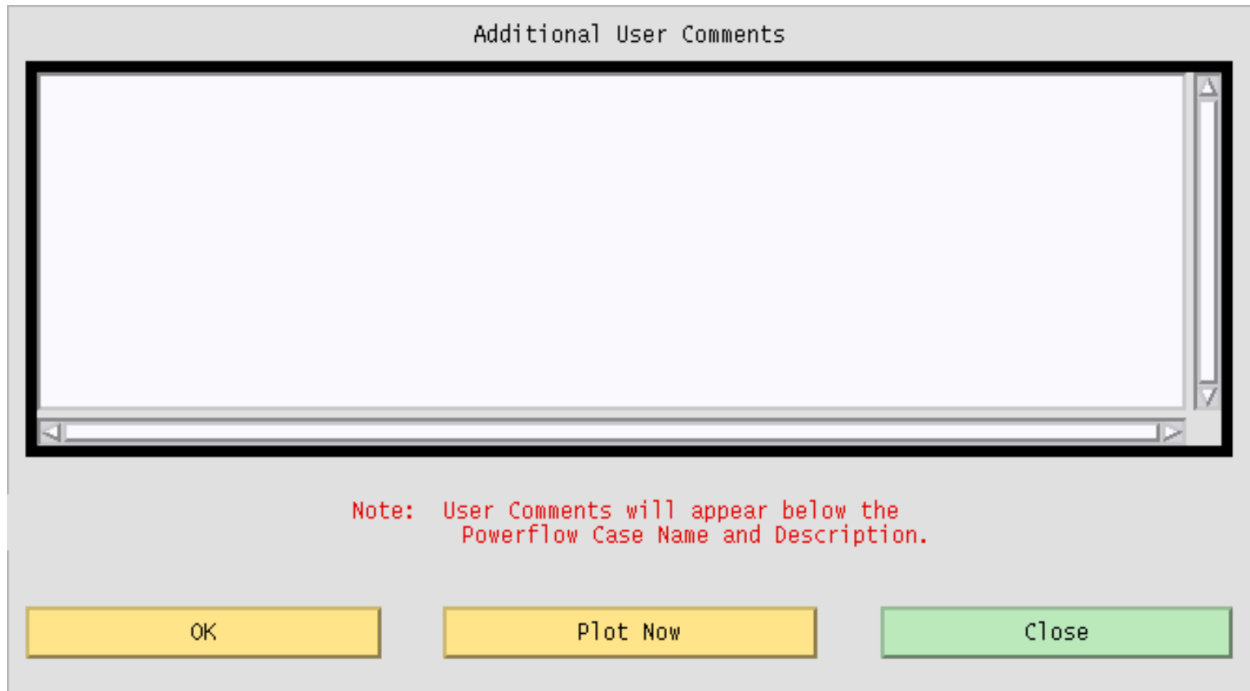 Additional User Comments
Note:  User Comments will appear below the
Powerflow Case Name and Description.
OK
Plot Now
Close